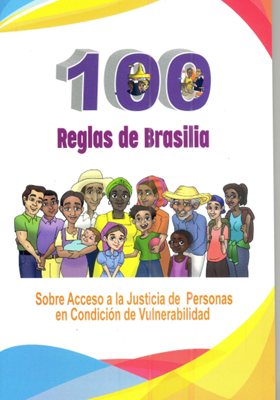 100
Reglas de Brasilia
Sobre Acceso a la Justicia de Personas
en Condición de Vulnerabilidad